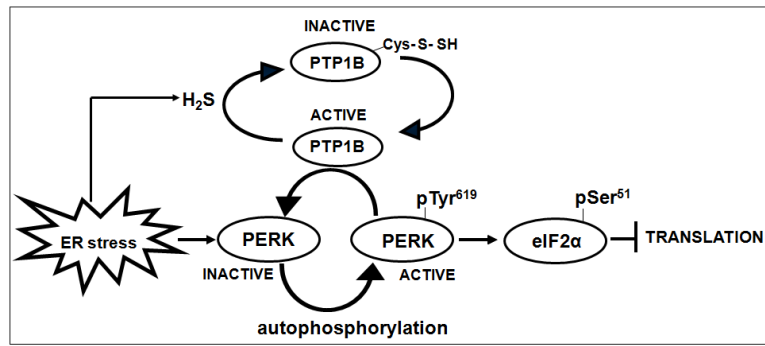 INACTIVE
Cys-S-SH
PTP1B
H₂S
ACTIVE
PTP1B
pTyr⁶¹⁹
pSer⁵¹
ER stress
PERK
PERK
eIF2α
TRANSLATION
INACTIVE
ACTIVE
autophosphorylation